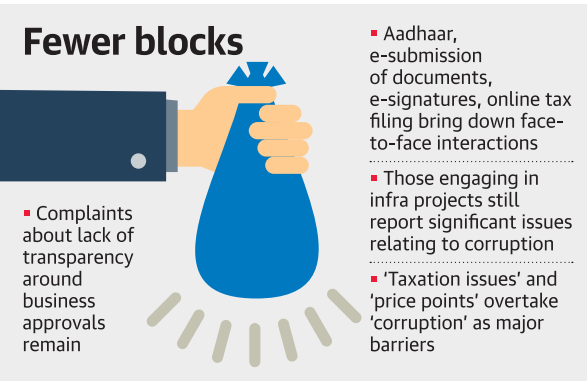 Fewer blocks
▪ Complaints
about lack of
transparency
around
business
approvals
remain
▪ Aadhaar,
e-submission
of documents,
e-signatures, online tax
filing bring down face-
to-face interactions
▪ Those engaging in
infra projects still
report significant issues
relating to corruption
▪ ‘Taxation issues’ and
‘price points’ overtake
‘corruption’ as major
barriers